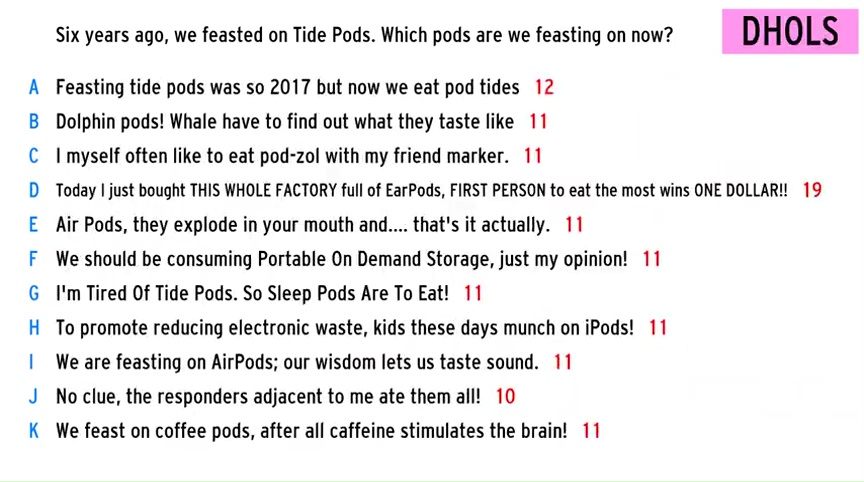 Six years ago, we feasted on Tide Pods. Which pods are we feasting on now?
DHOLS
A Feasting tide pods was so 2017 but now we eat pod tides 12
B Dolphin pods! Whale have to find out what they taste like 11
C I myself often like to eat pod-zol with my friend marker. 11
D Today I just bought THIS WHOLE FACTORY full of EarPods, FIRST PERSON to eat the most wins ONE DOLLAR!! 19
E Air Pods, they explode in your mouth and.... that's it actually. 11
F We should be consuming Portable On Demand Storage, just my opinion! 11
G I'm Tired Of Tide Pods. So Sleep Pods Are To Eat! 11
H To promote reducing electronic waste, kids these days munch on iPods! 11
I We are feasting on AirPods; our wisdom lets us taste sound. 11
J No clue, the responders adjacent to me ate them all! 10
K We feast on coffee pods, after all caffeine stimulates the brain! 11